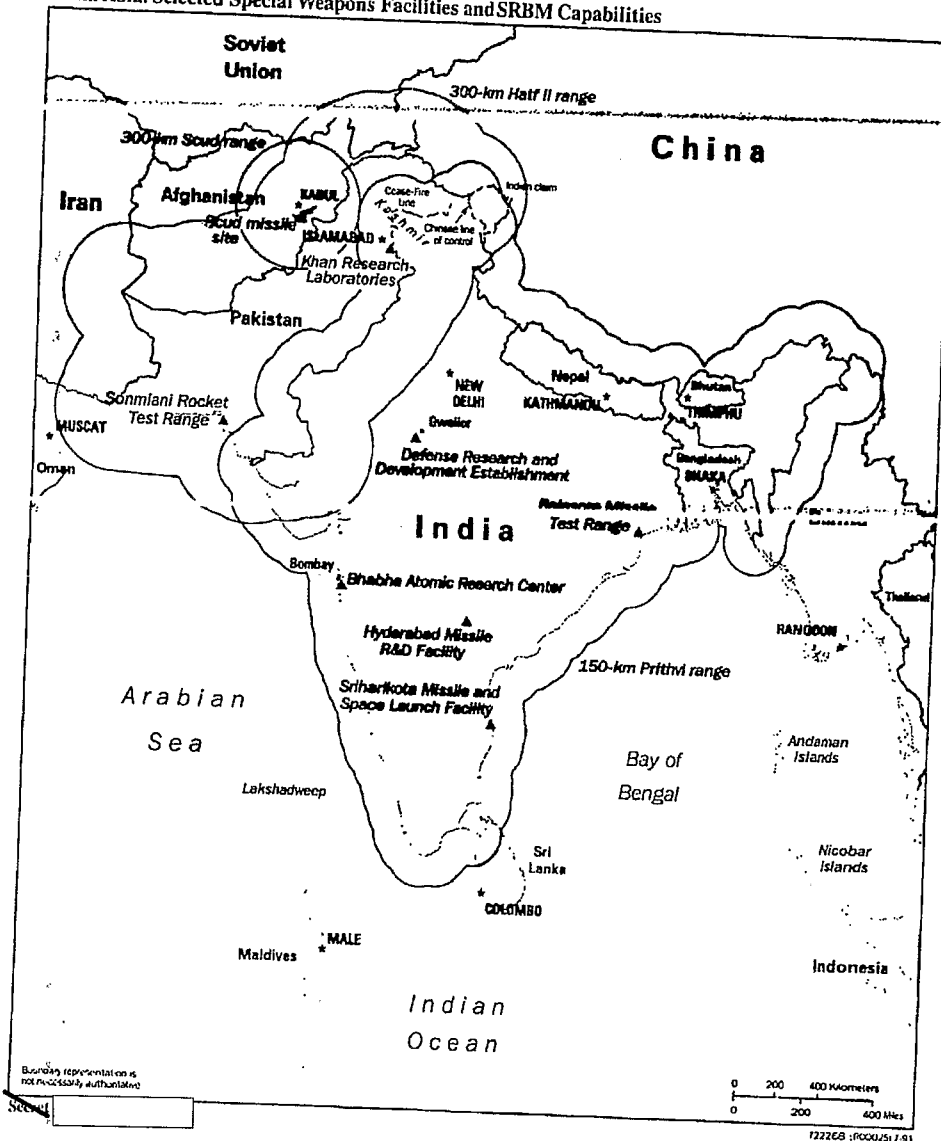 Selected Special Weapons Facilities and SRBM Capabilities
Soviet
Union
300-km Hatf II range
300-km Scud range
China
Iran
Afghanistan
KABUL
Scud missile
site
Cease-Fire
Line
Indian claim
Kashmir
Chinese line
of control
ISLAMABAD
Khan Research
Laboratories
Pakistan
Nepal
Bhutan
NEW
DELHI
KATHMANDU
THIMPHU
Sonmiani Rocket
Test Range
MUSCAT
Oman
Gwalior
Defense Research and
Development Establishment
Bangladesh
DHAKA
Missile
Test Range
India
Bombay
Bhabha Atomic Research Center
Thailand
Hyderabad Missile
R&D Facility
RANGOON
150-km Prithvi range
Sriharikota Missile and
Space Launch Facility
Arabian
Sea
Andaman
Islands
Bay of
Bengal
Lakshadweep
Nicobar
Islands
Sri
Lanka
COLOMBO
MALE
Maldives
Indonesia
Indian
Ocean
Boundary representation is
not necessarily authoritative
Secret
0 200 400 Kilometers
0 200 400 Miles